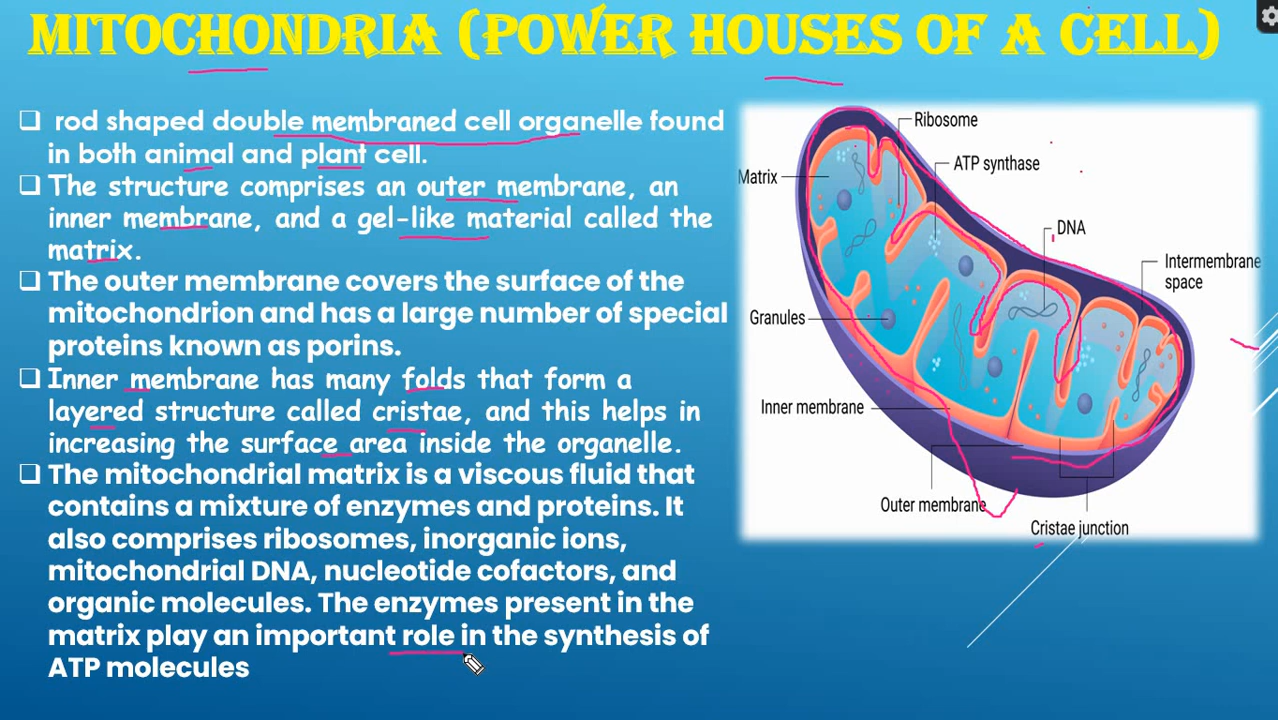 MITOCHONDRIA (POWER HOUSES OF A CELL)
❑ rod shaped double membraned cell organelle found
in both animal and plant cell.
❑ The structure comprises an outer membrane, an
inner membrane, and a gel-like material called the
matrix.
❑ The outer membrane covers the surface of the
mitochondrion and has a large number of special
proteins known as porins.
❑ Inner membrane has many folds that form a
layered structure called cristae, and this helps in
increasing the surface area inside the organelle.
❑ The mitochondrial matrix is a viscous fluid that
contains a mixture of enzymes and proteins. It
also comprises ribosomes, inorganic ions,
mitochondrial DNA, nucleotide cofactors, and
organic molecules. The enzymes present in the
matrix play an important role in the synthesis of
ATP molecules
Ribosome
ATP synthase
Matrix
DNA
Intermembrane
space
Granules
Inner membrane
Outer membrane
Cristae junction